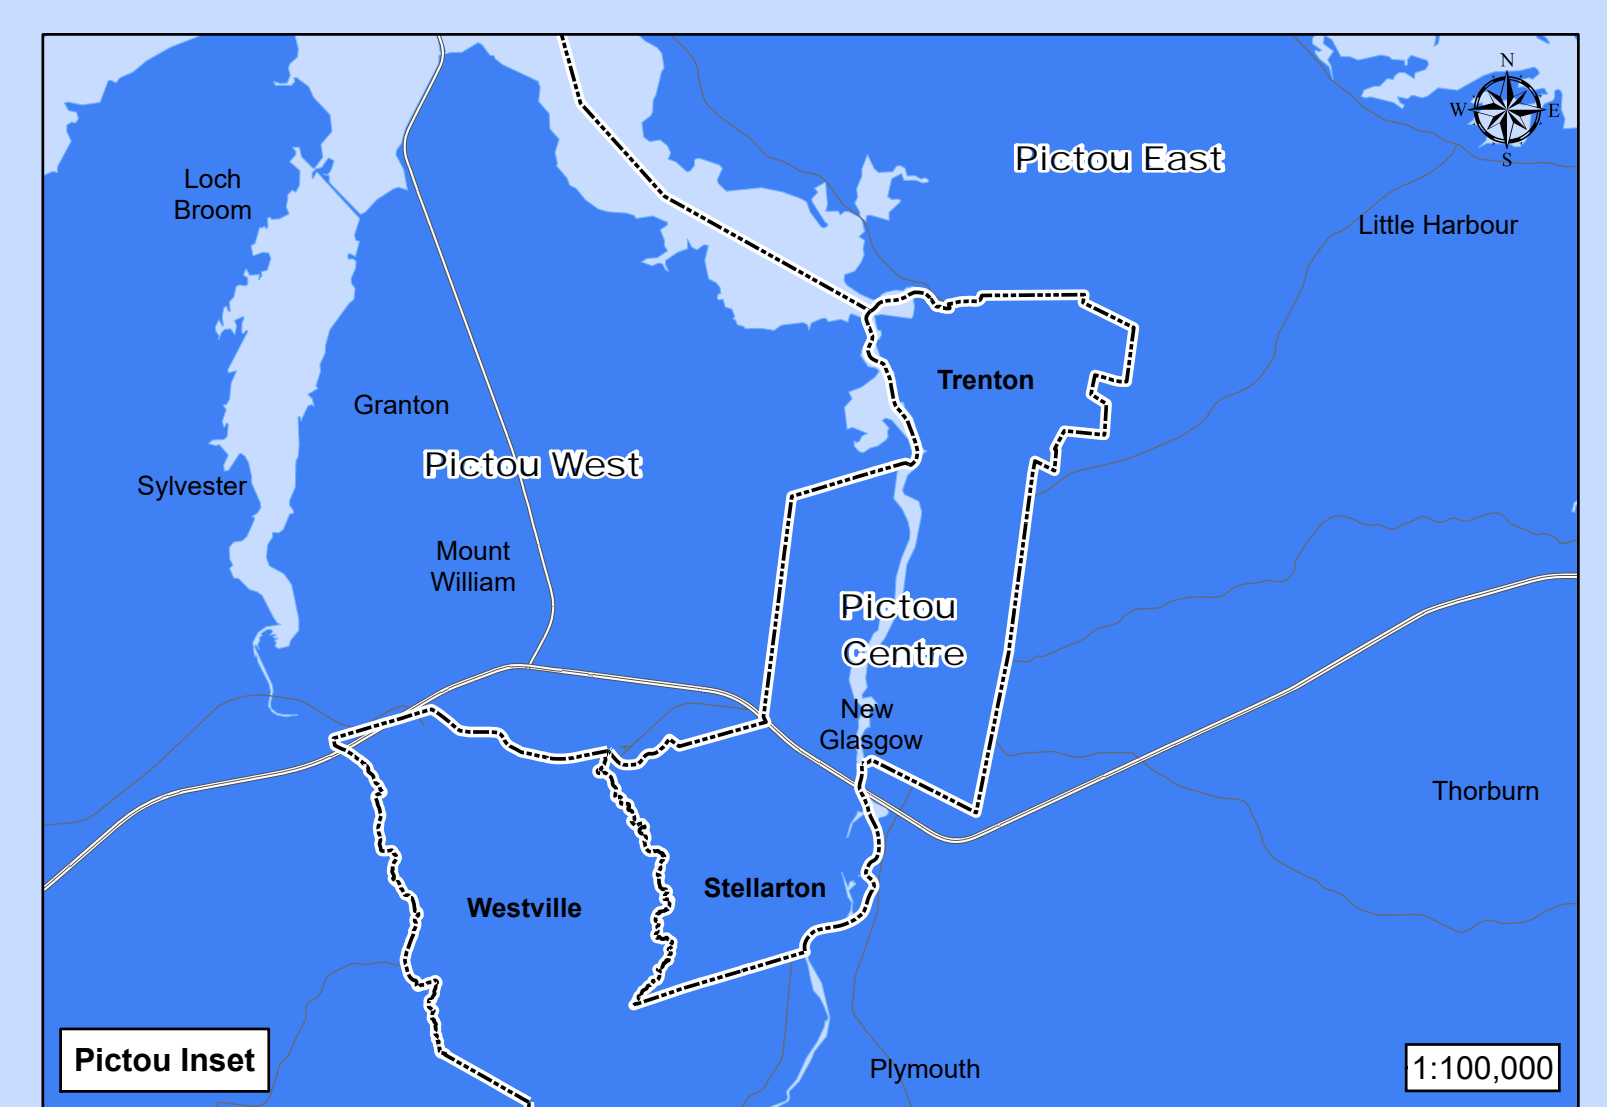 N
W
E
S
Pictou East
Loch
Broom
Little Harbour
Trenton
Granton
Pictou West
Sylvester
Mount
William
Pictou
Centre
New
Glasgow
Thorburn
Stellarton
Westville
Pictou Inset
Plymouth
1:100,000